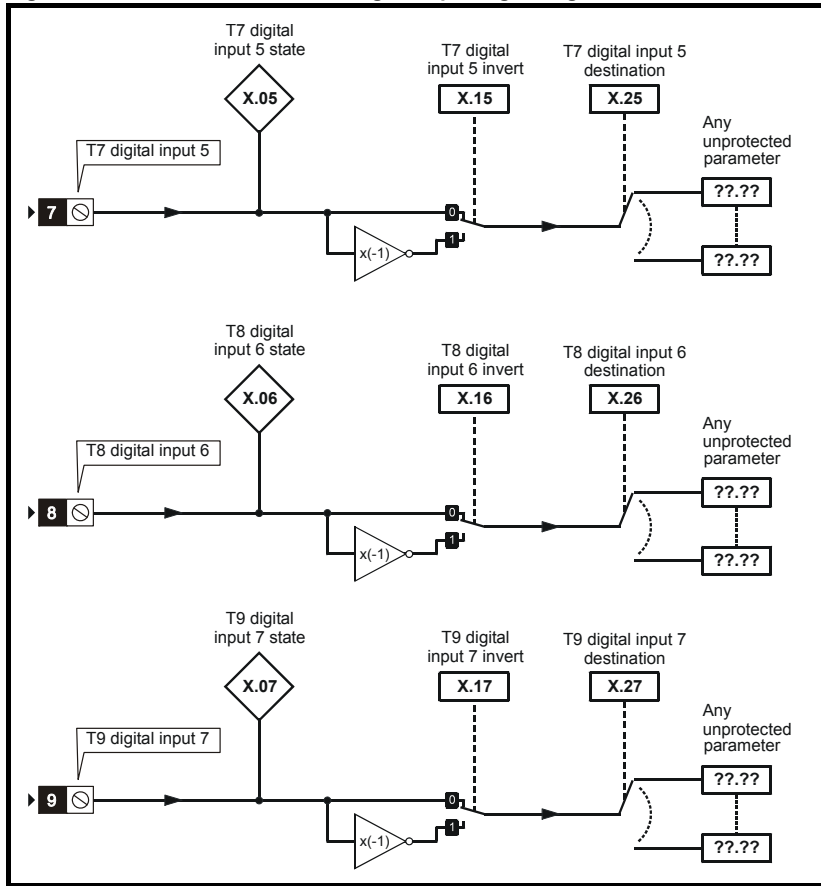 T7 digital
input 5 state
T7 digital
input 5 invert
T7 digital input 5
destination
X.05
X.15
X.25
Any
unprotected
parameter
T7 digital input 5
??.??
7
0
1
x(-1)
??.??
T8 digital
input 6 state
T8 digital
input 6 invert
T8 digital input 6
destination
X.06
X.16
X.26
Any
unprotected
parameter
T8 digital input 6
??.??
8
0
1
x(-1)
??.??
T9 digital
input 7 state
T9 digital
input 7 invert
T9 digital input 7
destination
X.07
X.17
X.27
Any
unprotected
parameter
T9 digital input 7
??.??
9
0
1
x(-1)
??.??